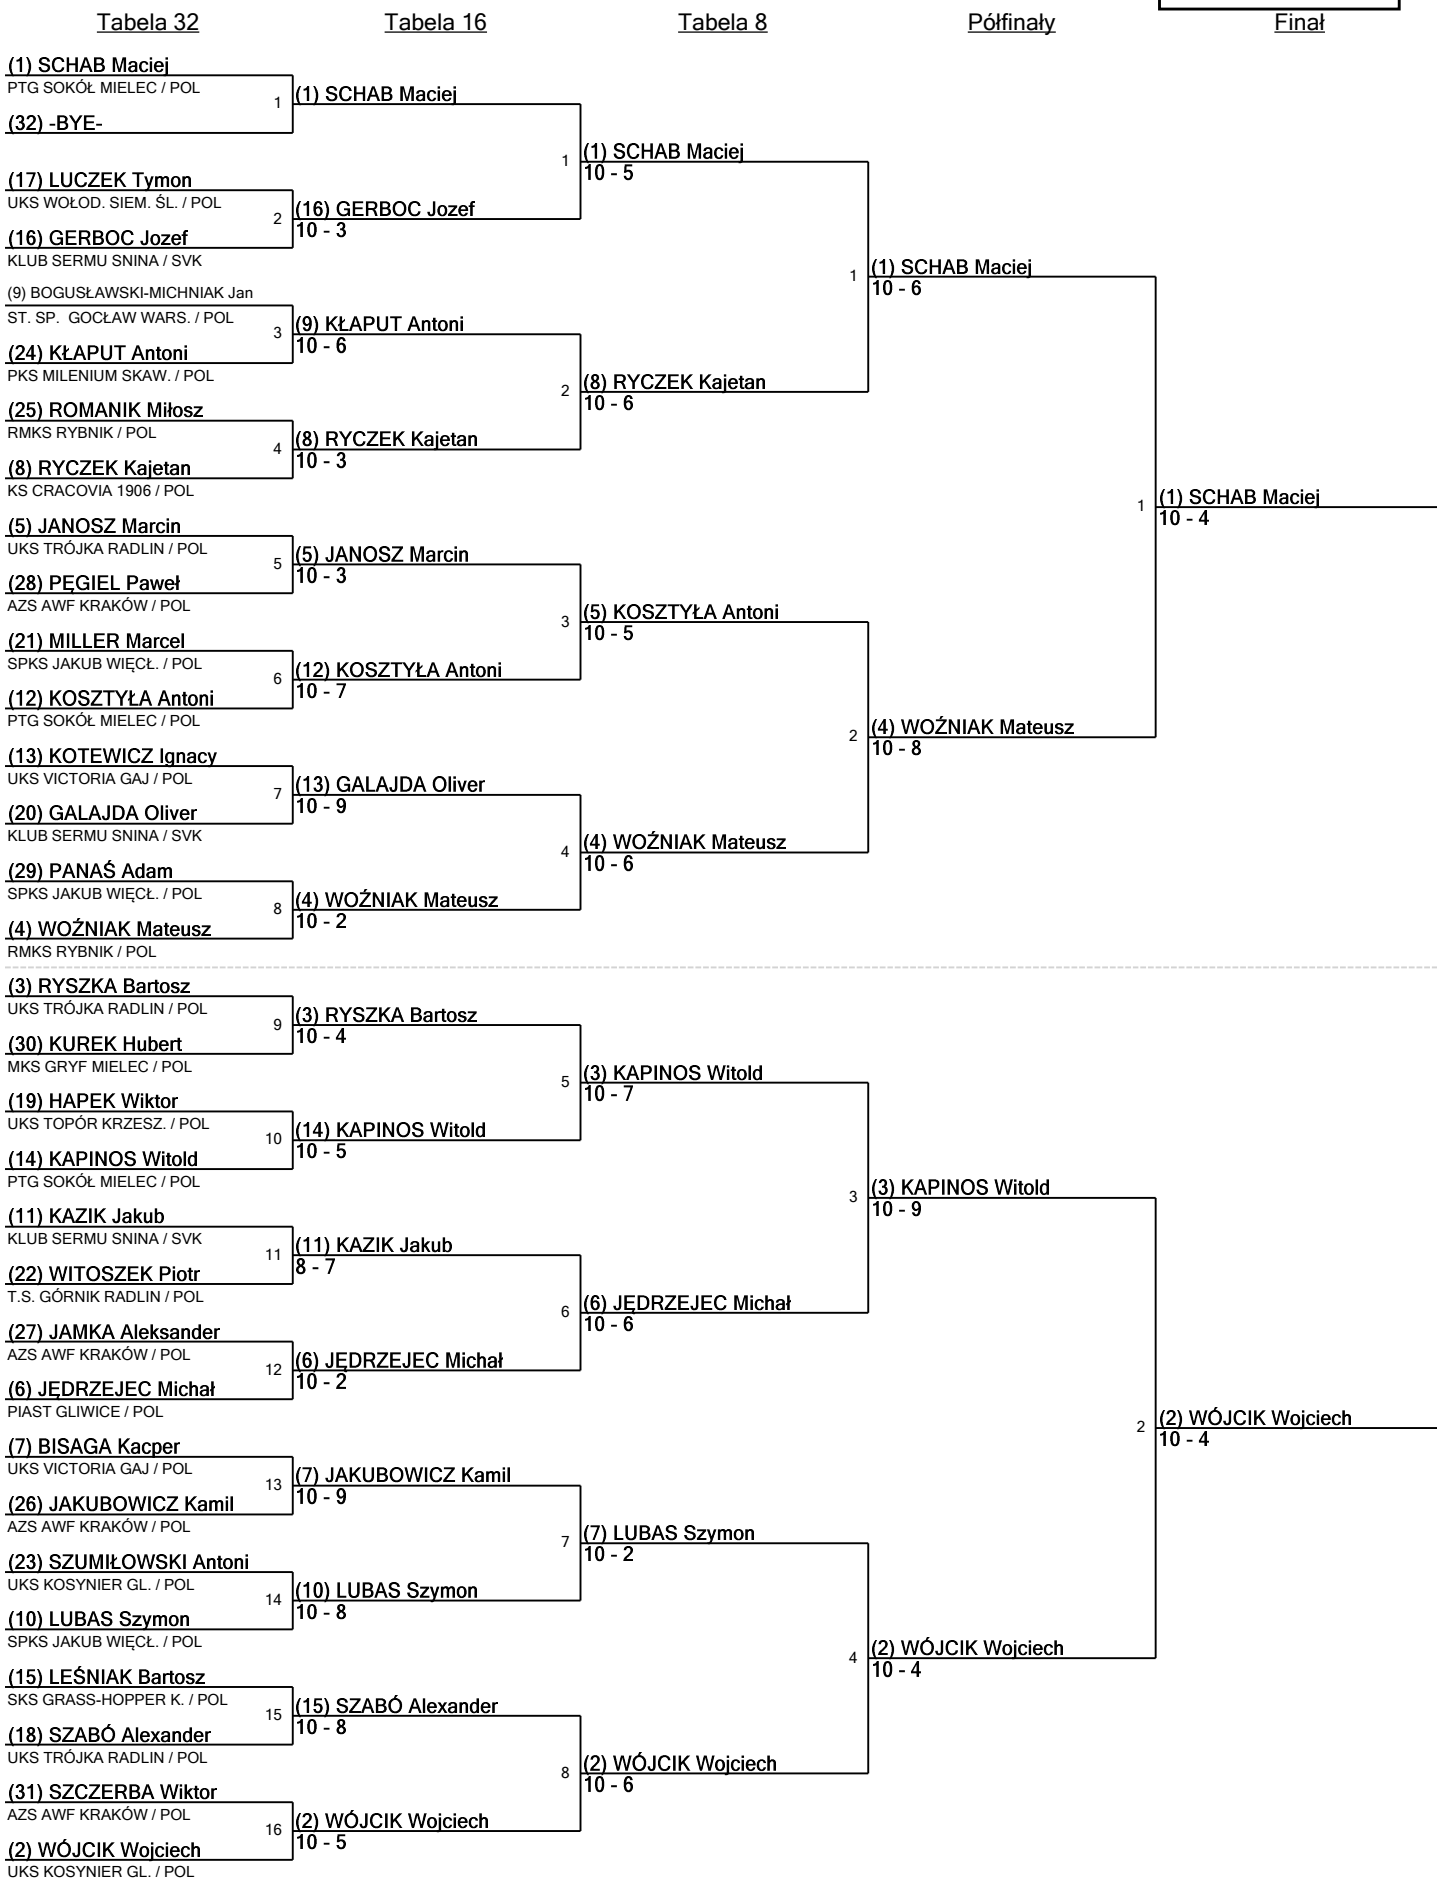 Tabela 32
Tabela 16
Tabela 8
Półfinały
Finał
(1) SCHAB Maciej
PTG SOKÓŁ MIELEC / POL
1
(32) -BYE-
(1) SCHAB Maciej
(17) LUCZEK Tymon
UKS WOŁOD. SIEM. ŚL. / POL
2
(16) GERBOC Jozef
KLUB SERMU SNINA / SVK
(16) GERBOC Jozef
10 - 3
(9) BOGUSŁAWSKI-MICHNIAK Jan
ST. SP.  GOCŁAW WARS. / POL
3
(24) KŁAPUT Antoni
PKS MILENIUM SKAW. / POL
(9) KŁAPUT Antoni
10 - 6
(25) ROMANIK Miłosz
RMKS RYBNIK / POL
4
(8) RYCZEK Kajetan
KS CRACOVIA 1906 / POL
(8) RYCZEK Kajetan
10 - 3
(5) JANOSZ Marcin
UKS TRÓJKA RADLIN / POL
5
(28) PĘGIEL Paweł
AZS AWF KRAKÓW / POL
(5) JANOSZ Marcin
10 - 3
(21) MILLER Marcel
SPKS JAKUB WIĘCŁ. / POL
6
(12) KOSZTYŁA Antoni
PTG SOKÓŁ MIELEC / POL
(12) KOSZTYŁA Antoni
10 - 7
(13) KOTEWICZ Ignacy
UKS VICTORIA GAJ / POL
7
(20) GALAJDA Oliver
KLUB SERMU SNINA / SVK
(13) GALAJDA Oliver
10 - 9
(29) PANAŚ Adam
SPKS JAKUB WIĘCŁ. / POL
8
(4) WOŹNIAK Mateusz
RMKS RYBNIK / POL
(4) WOŹNIAK Mateusz
10 - 2
1
(1) SCHAB Maciej
10 - 5
2
(8) RYCZEK Kajetan
10 - 6
3
(5) KOSZTYŁA Antoni
10 - 5
4
(4) WOŹNIAK Mateusz
10 - 6
1
(1) SCHAB Maciej
10 - 6
2
(4) WOŹNIAK Mateusz
10 - 8
1
(1) SCHAB Maciej
10 - 4
(3) RYSZKA Bartosz
UKS TRÓJKA RADLIN / POL
9
(30) KUREK Hubert
MKS GRYF MIELEC / POL
(3) RYSZKA Bartosz
10 - 4
(19) HAPEK Wiktor
UKS TOPÓR KRZESZ. / POL
10
(14) KAPINOS Witold
PTG SOKÓŁ MIELEC / POL
(14) KAPINOS Witold
10 - 5
(11) KAZIK Jakub
KLUB SERMU SNINA / SVK
11
(22) WITOSZEK Piotr
T.S. GÓRNIK RADLIN / POL
(11) KAZIK Jakub
8 - 7
(27) JAMKA Aleksander
AZS AWF KRAKÓW / POL
12
(6) JĘDRZEJEC Michał
PIAST GLIWICE / POL
(6) JĘDRZEJEC Michał
10 - 2
(7) BISAGA Kacper
UKS VICTORIA GAJ / POL
13
(26) JAKUBOWICZ Kamil
AZS AWF KRAKÓW / POL
(7) JAKUBOWICZ Kamil
10 - 9
(23) SZUMIŁOWSKI Antoni
UKS KOSYNIER GL. / POL
14
(10) LUBAS Szymon
SPKS JAKUB WIĘCŁ. / POL
(10) LUBAS Szymon
10 - 8
(15) LEŚNIAK Bartosz
SKS GRASS-HOPPER K. / POL
15
(18) SZABÓ Alexander
UKS TRÓJKA RADLIN / POL
(15) SZABÓ Alexander
10 - 8
(31) SZCZERBA Wiktor
AZS AWF KRAKÓW / POL
16
(2) WÓJCIK Wojciech
UKS KOSYNIER GL. / POL
(2) WÓJCIK Wojciech
10 - 5
5
(3) KAPINOS Witold
10 - 7
6
(6) JĘDRZEJEC Michał
10 - 6
7
(7) LUBAS Szymon
10 - 2
8
(2) WÓJCIK Wojciech
10 - 6
3
(3) KAPINOS Witold
10 - 9
4
(2) WÓJCIK Wojciech
10 - 4
2
(2) WÓJCIK Wojciech
10 - 4